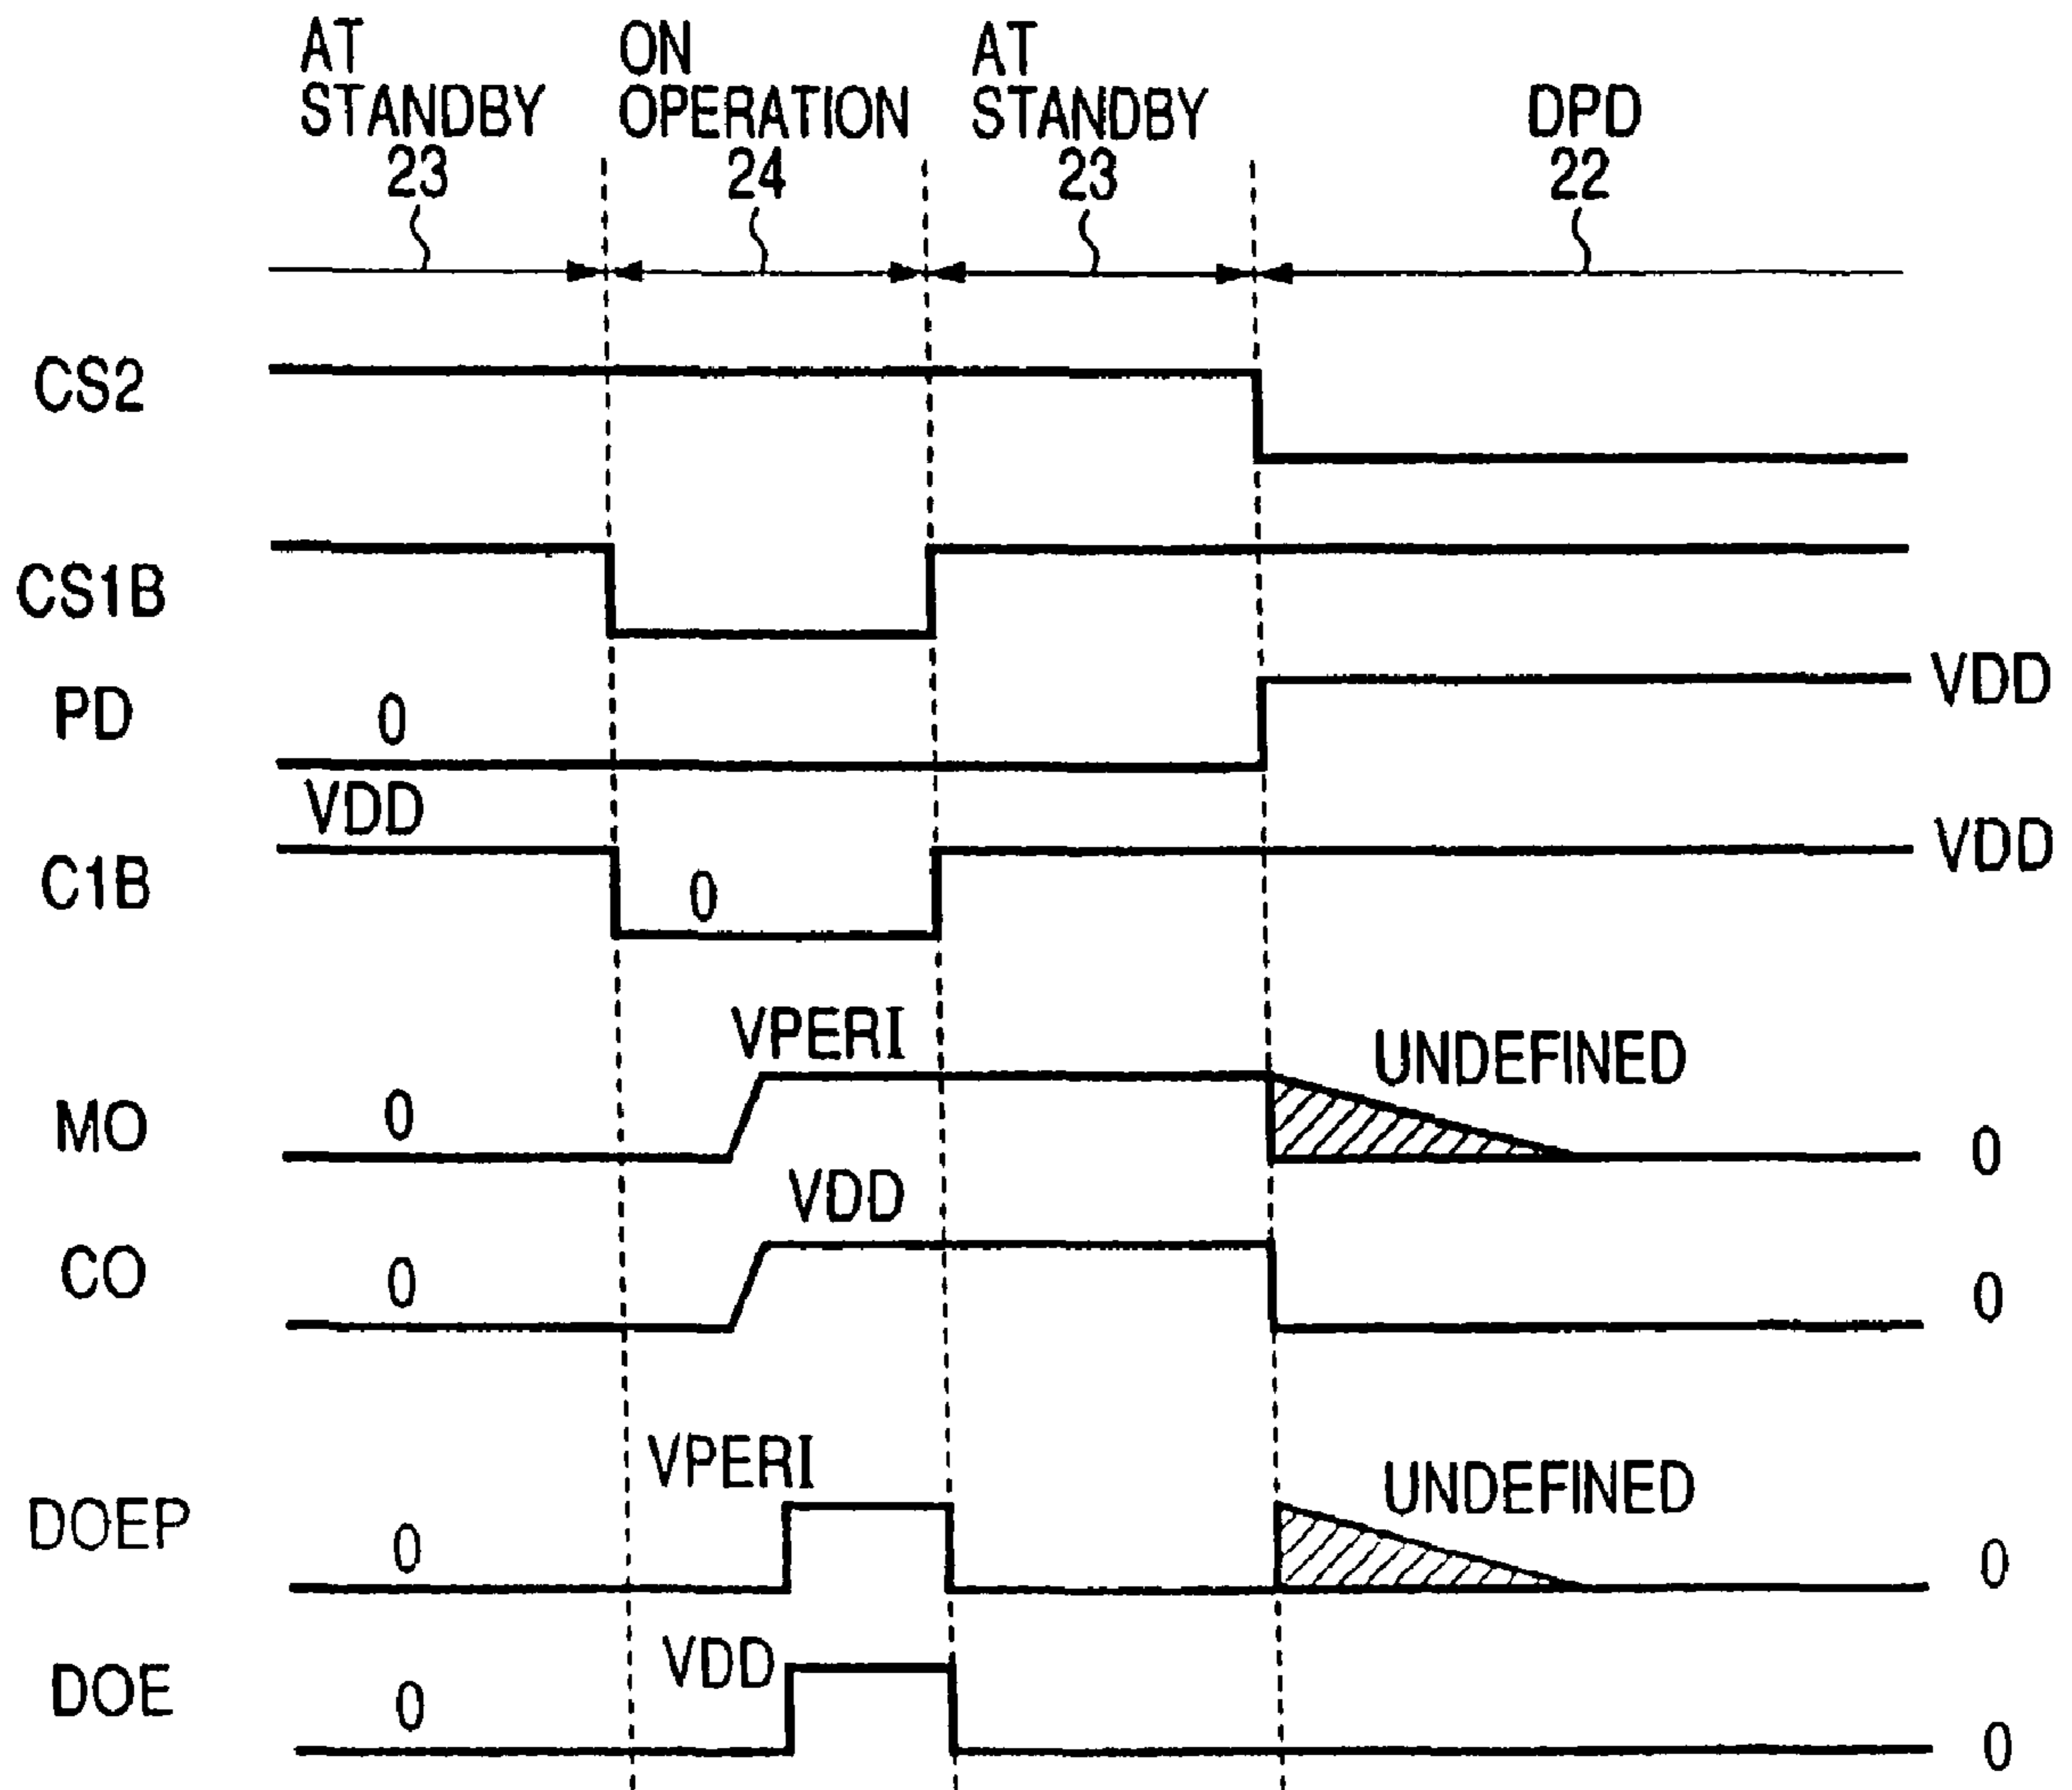 AT
STANDBY
23
ON
OPERATION
24
AT
STANDBY
23
DPD
22
CS2
CS1B
PD
0
VDD
C1B
VDD
0
VDD
MO
0
VPERI
UNDEFINED
0
CO
0
VDD
0
DOEP
0
VPERI
UNDEFINED
0
DOE
0
VDD
0